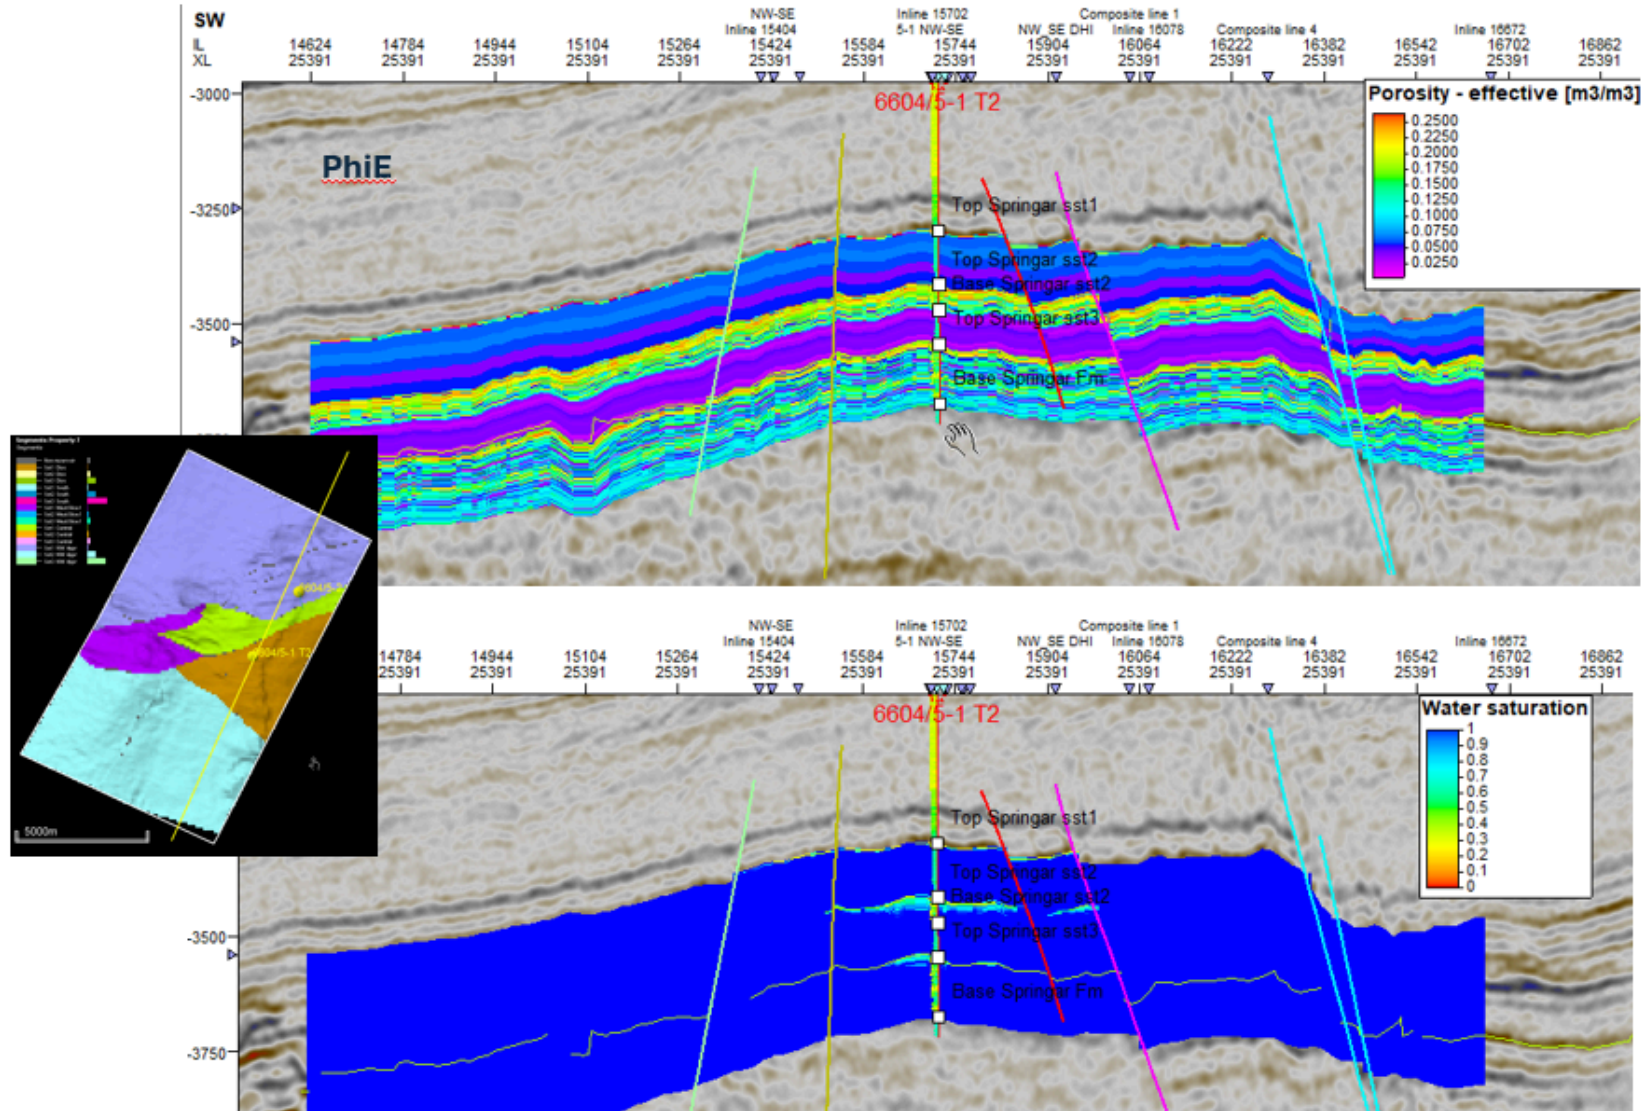 SW
NW-SE Inline 15702 Composite line 1
Inline 15404 5-1 NW-SE NW_SE DHI Inline 16078 Composite line 4 Inline 16672
IL 14624 14784 14944 15104 15264 15424 15584 15744 15904 16064 16222 16382 16542 16702 16862
XL 25391 25391 25391 25391 25391 25391 25391 25391 25391 25391 25391 25391 25391 25391 25391
-3000
6604/5-1 T2
Porosity - effective [m3/m3]
0.2500
0.2250
0.2000
0.1750
0.1500
0.1250
0.1000
0.0750
0.0500
0.0250
PhiE
-3250
Top Springar sst1
Top Springar sst2
Base Springar sst2
-3500
Top Springar sst3
Base Springar Fm
Segments Property 1
Segments
6604/5-1 T2
5000m
NW-SE Inline 15702 Composite line 1
Inline 15404 5-1 NW-SE NW_SE DHI Inline 16078 Composite line 4 Inline 16672
14784 14944 15104 15264 15424 15584 15744 15904 16064 16222 16382 16542 16702 16862
25391 25391 25391 25391 25391 25391 25391 25391 25391 25391 25391 25391 25391 25391
6604/5-1 T2
Water saturation
1
0.9
0.8
0.7
0.6
0.5
0.4
0.3
0.2
0.1
0
Top Springar sst1
Top Springar sst2
Base Springar sst2
-3500
Top Springar sst3
Base Springar Fm
-3750